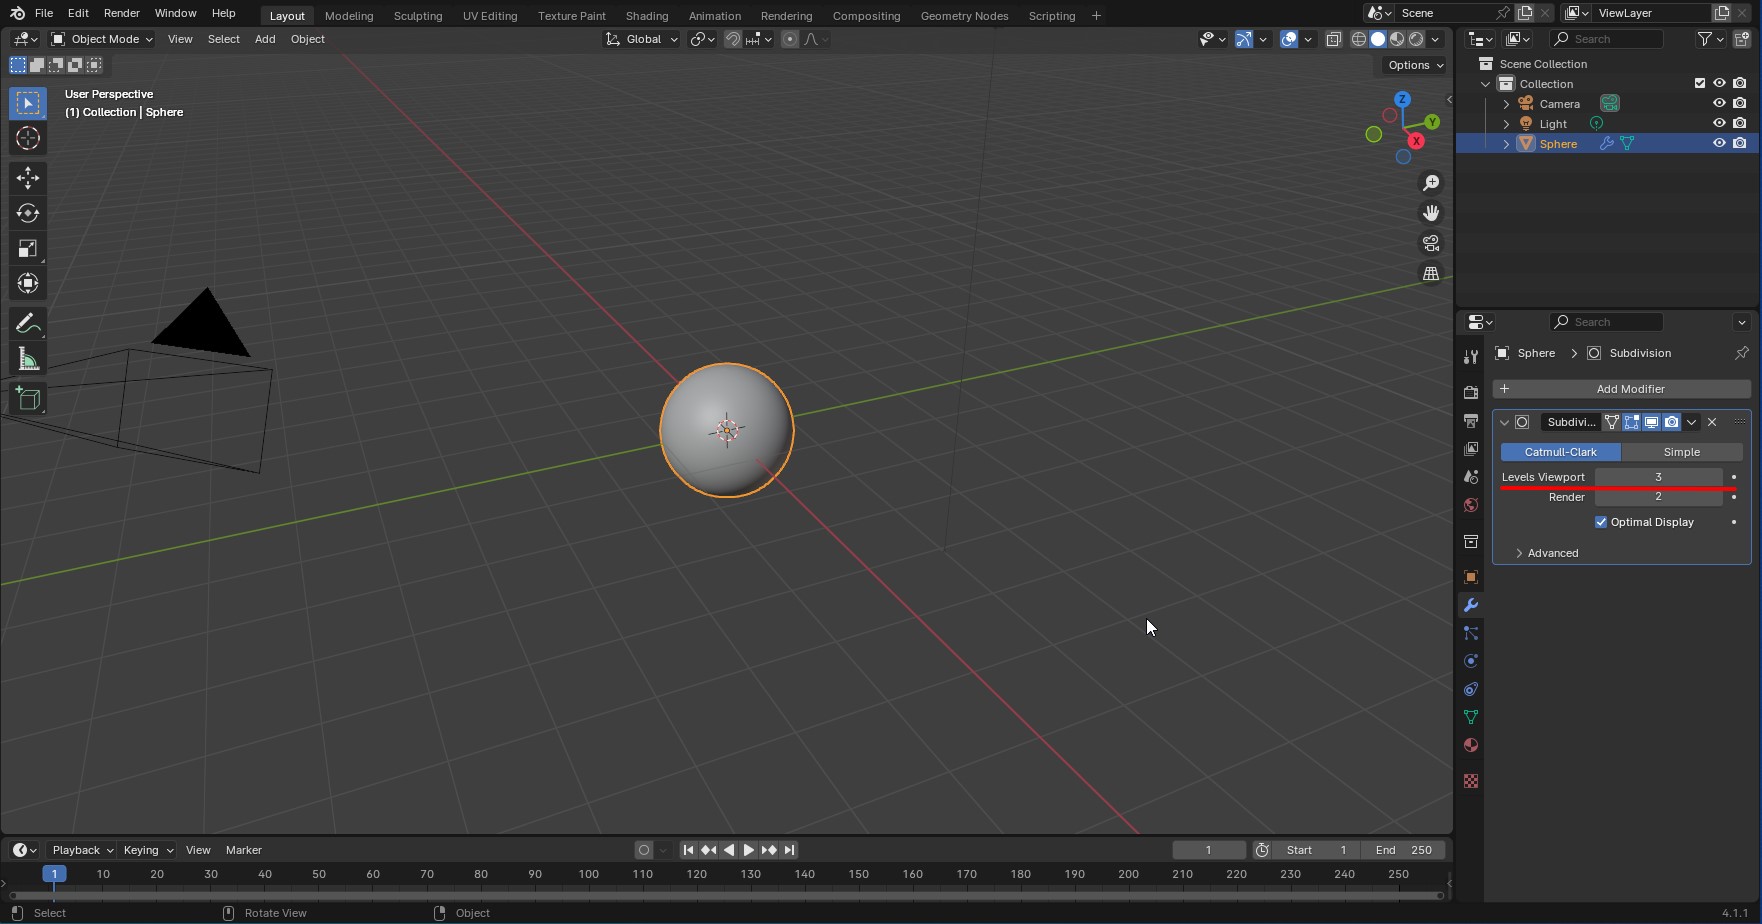 File Edit Render Window Help
Layout Modeling Sculpting UV Editing Texture Paint Shading Animation Rendering Compositing Geometry Nodes Scripting +
Scene
ViewLayer
Object Mode View Select Add Object
Global
Search
Options
User Perspective
(1) Collection | Sphere
Z
Y
X
Scene Collection
Collection
Camera
Light
Sphere
Search
Sphere > Subdivision
+ Add Modifier
Subdivi...
Catmull-Clark Simple
Levels Viewport 3
Render 2
Optimal Display
Advanced
Playback Keying View Marker
1
Start 1 End 250
1 10 20 30 40 50 60 70 80 90 100 110 120 130 140 150 160 170 180 190 200 210 220 230 240 250
Select Rotate View Object
4.1.1